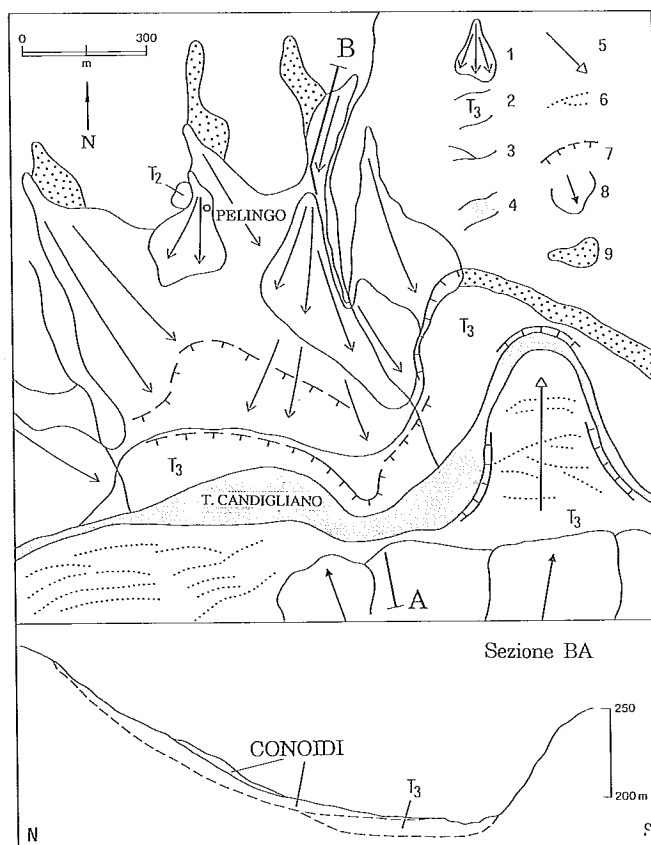 0 300
m
N
B
T2
PELINGO
T3
T3
T. CANDIGLIANO
T3
A
1
2
T3
3
4
5
6
7
8
9
Sezione BA
CONOIDI
T3
250
200 m
N
S